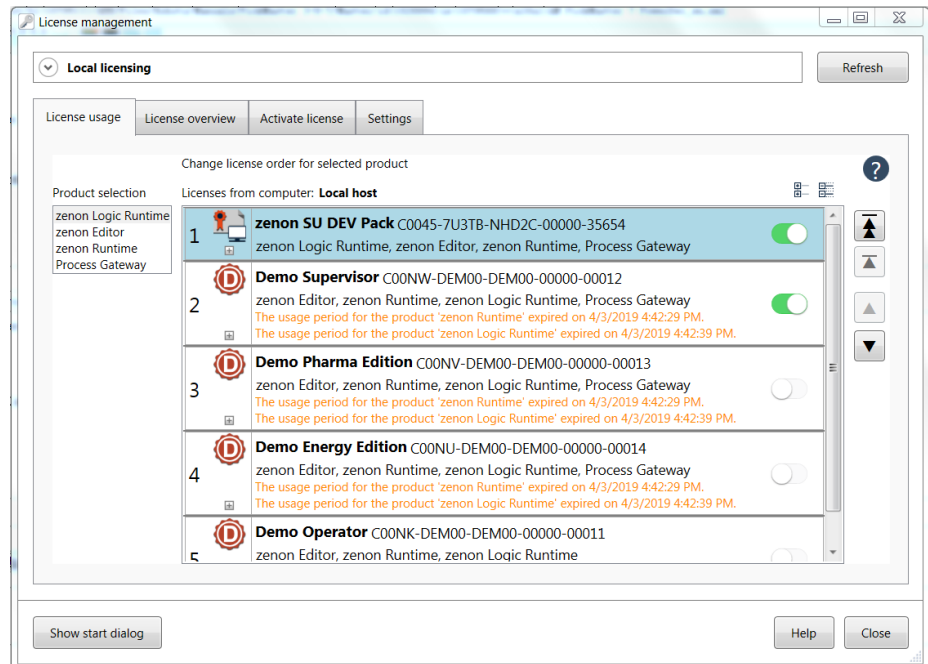 License management
Local licensing
Refresh
License usage
License overview
Activate license
Settings
Change license order for selected product
?
Product selection
Licenses from computer: Local host
zenon Logic Runtime
zenon Editor
zenon Runtime
Process Gateway
1
zenon SU DEV Pack C0045-7U3TB-NHD2C-00000-35654
zenon Logic Runtime, zenon Editor, zenon Runtime, Process Gateway
2
D
Demo Supervisor C00NW-DEM00-DEM00-00000-00012
zenon Editor, zenon Runtime, zenon Logic Runtime, Process Gateway
The usage period for the product 'zenon Runtime' expired on 4/3/2019 4:42:29 PM.
The usage period for the product 'zenon Logic Runtime' expired on 4/3/2019 4:42:39 PM.
3
D
Demo Pharma Edition C00NV-DEM00-DEM00-00000-00013
zenon Editor, zenon Runtime, zenon Logic Runtime, Process Gateway
The usage period for the product 'zenon Runtime' expired on 4/3/2019 4:42:29 PM.
The usage period for the product 'zenon Logic Runtime' expired on 4/3/2019 4:42:39 PM.
4
D
Demo Energy Edition C00NU-DEM00-DEM00-00000-00014
zenon Editor, zenon Runtime, zenon Logic Runtime, Process Gateway
The usage period for the product 'zenon Runtime' expired on 4/3/2019 4:42:29 PM.
The usage period for the product 'zenon Logic Runtime' expired on 4/3/2019 4:42:39 PM.
5
D
Demo Operator C00NK-DEM00-DEM00-00000-00011
zenon Editor, zenon Runtime, zenon Logic Runtime
Show start dialog
Help
Close